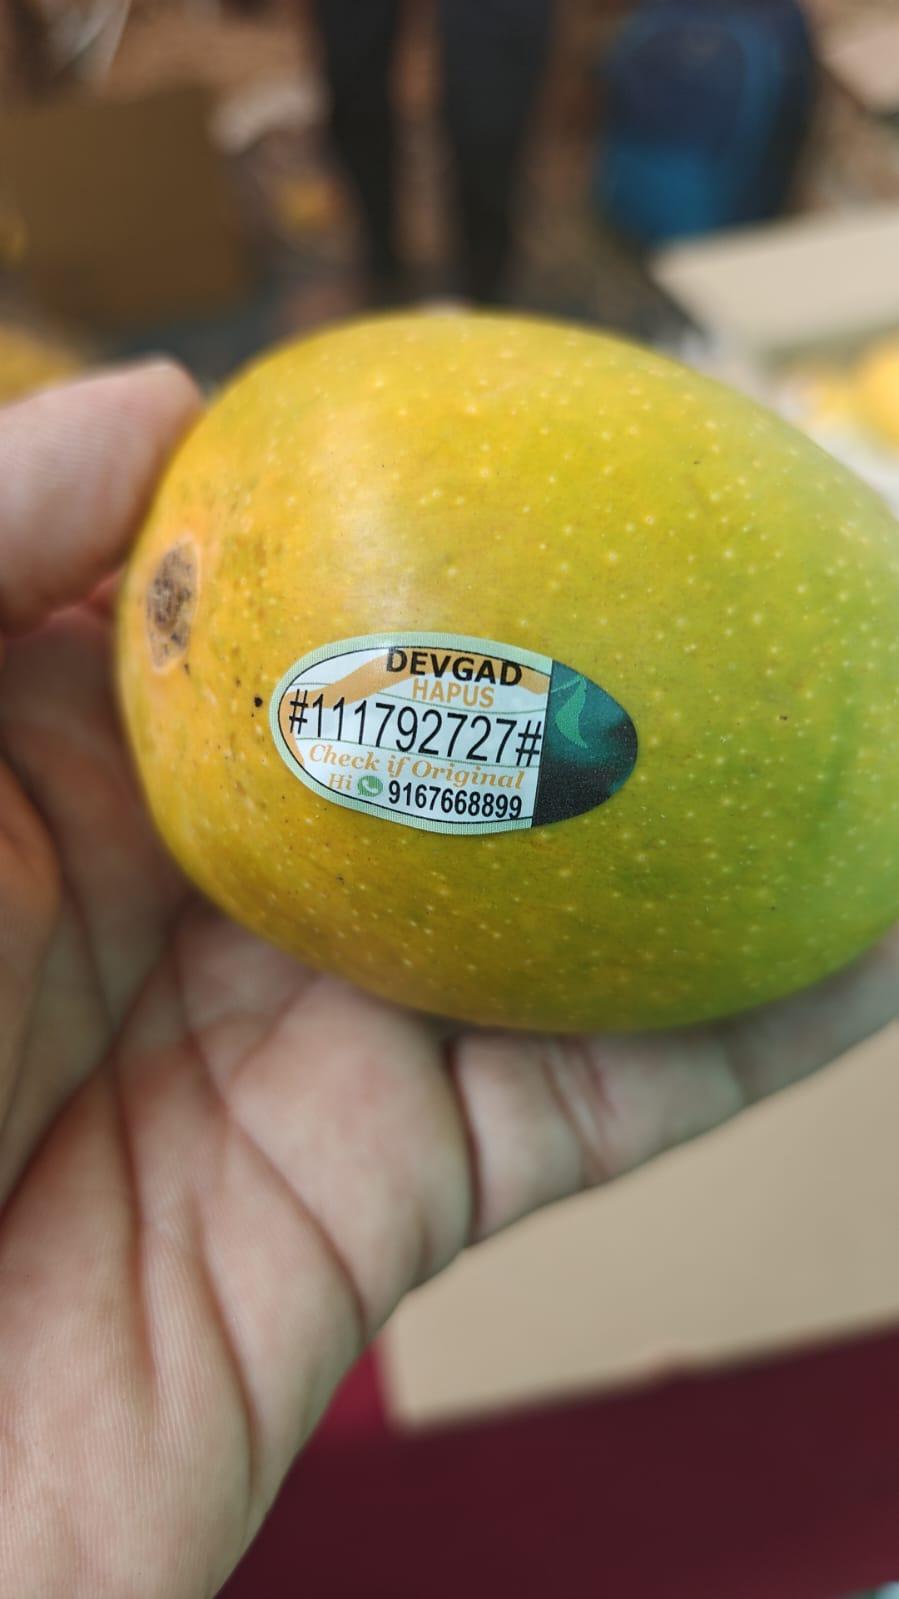 DEVGAD
HAPUS
#111792727#
Check if Original
Hi 9167668899